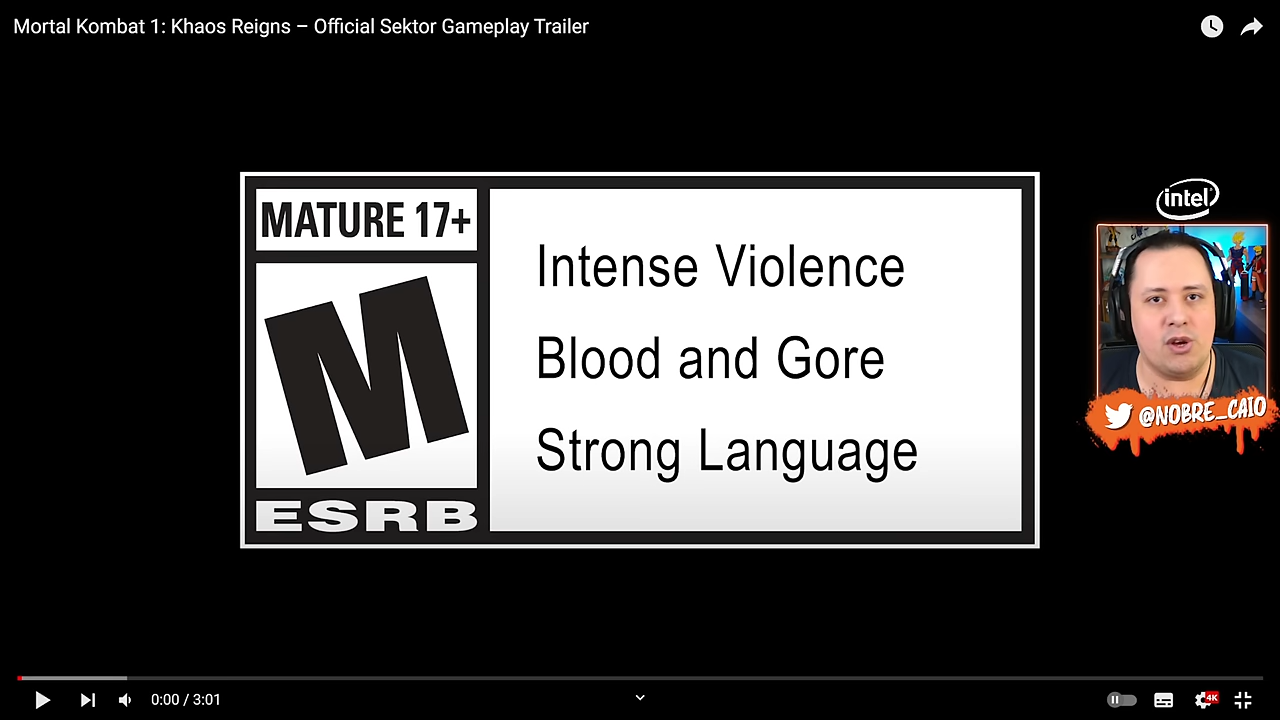 Mortal Kombat 1: Khaos Reigns – Official Sektor Gameplay Trailer
MATURE 17+
M
ESRB
Intense Violence
Blood and Gore
Strong Language
intel
@NOBRE_CAIO
0:00 / 3:01
4K